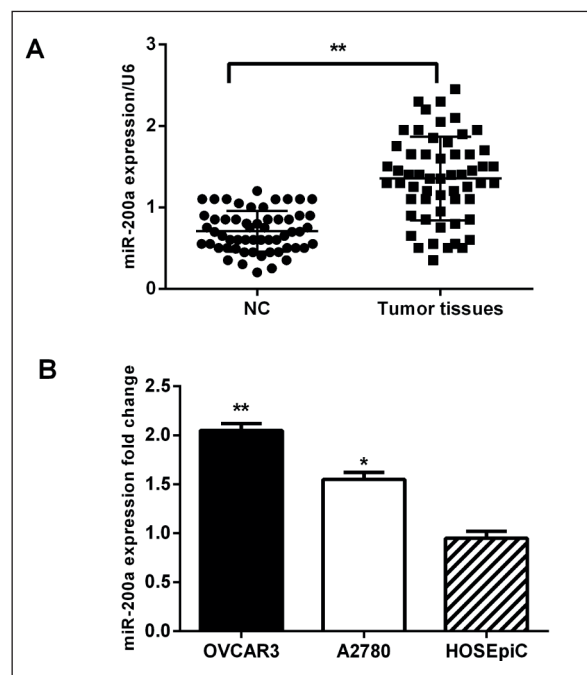 A
miR-200a expression/U6
3
2
1
0
**
NC
Tumor tissues
B
miR-200a expression fold change
2.5
2.0
1.5
1.0
0.5
0.0
**
*
OVCAR3
A2780
HOSEpiC